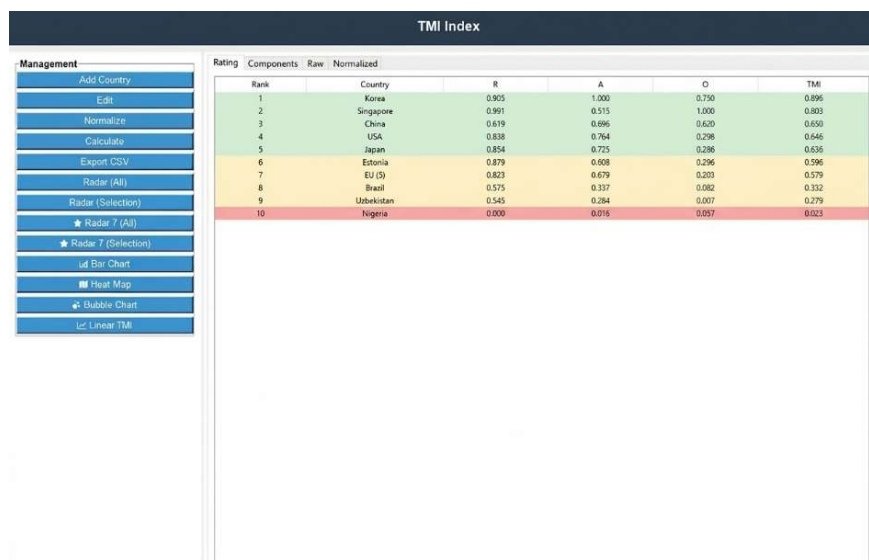 TMI Index
Management
Add Country
Edit
Normalize
Calculate
Export CSV
Radar (All)
Radar (Selection)
★ Radar 7 (All)
★ Radar 7 (Selection)
Bar Chart
Heat Map
Bubble Chart
Linear TMI
Rating Components Raw Normalized
Rank Country R A O TMI
1 Korea 0.905 1.000 0.750 0.896
2 Singapore 0.991 0.515 1.000 0.803
3 China 0.619 0.696 0.620 0.650
4 USA 0.838 0.764 0.298 0.646
5 Japan 0.854 0.725 0.286 0.636
6 Estonia 0.879 0.608 0.296 0.596
7 EU (5) 0.823 0.679 0.203 0.579
8 Brazil 0.575 0.337 0.082 0.332
9 Uzbekistan 0.545 0.284 0.007 0.279
10 Nigeria 0.000 0.016 0.057 0.023